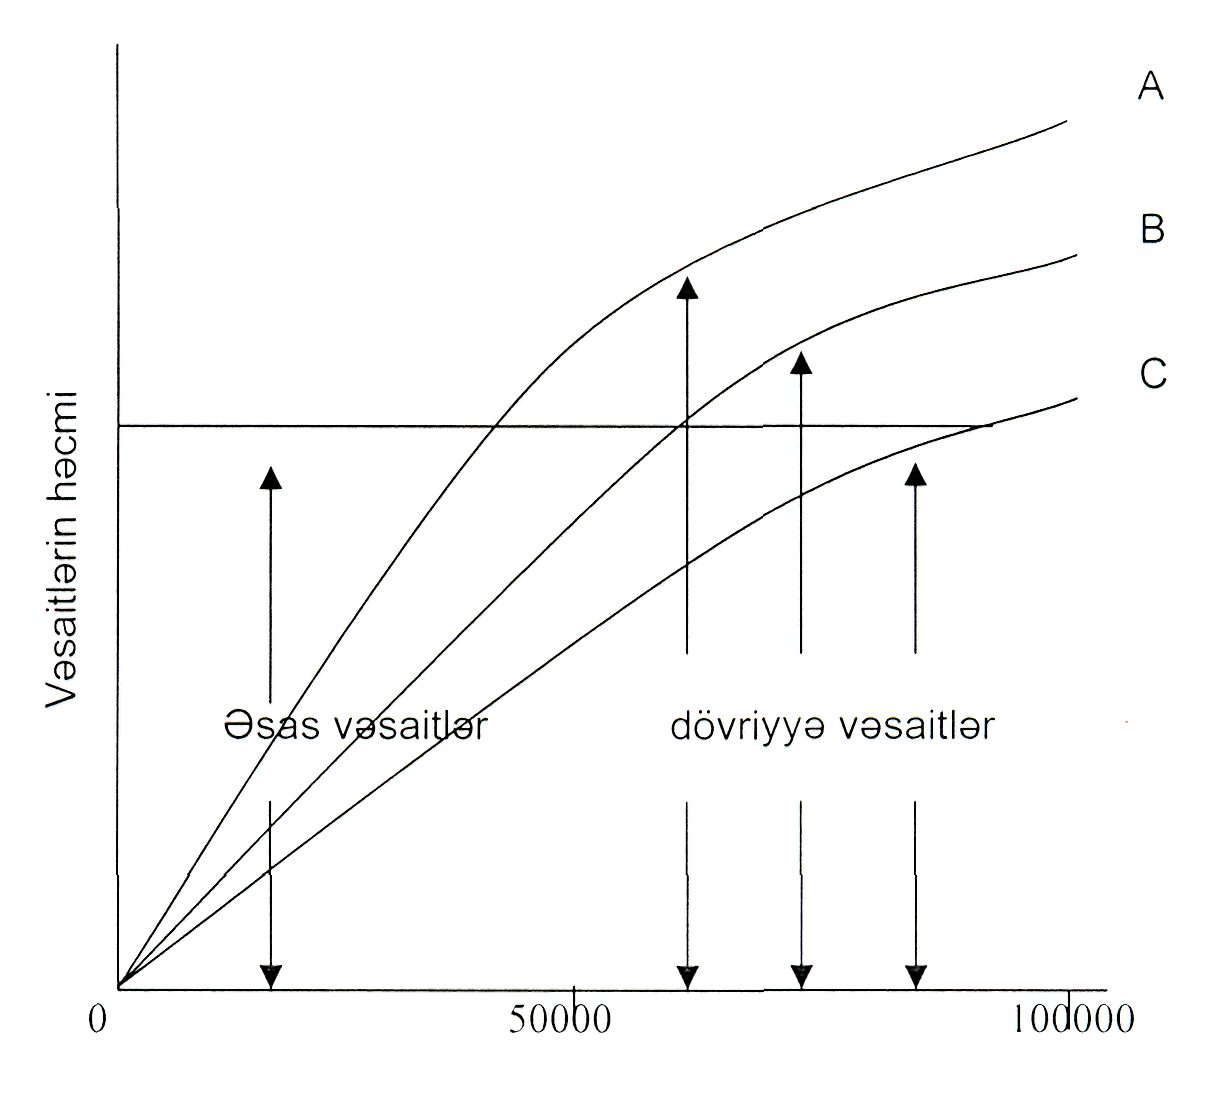 A
B
C
Vəsaitlərin həcmi
Əsas vəsaitlər
dövriyyə vəsaitlər
0
50000
100000